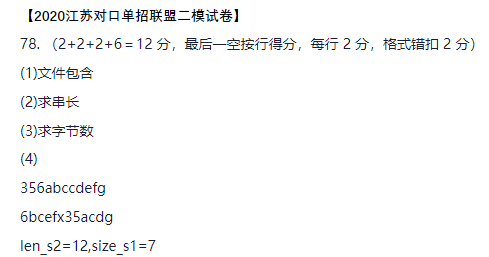 【2020江苏对口单招联盟二模试卷】
78.（2+2+2+6＝12 分，最后一空按行得分，每行 2 分，格式错扣 2 分）
(1)文件包含
(2)求串长
(3)求字节数
(4)
356abccdefg
6bcefx35acdg
len_s2=12,size_s1=7